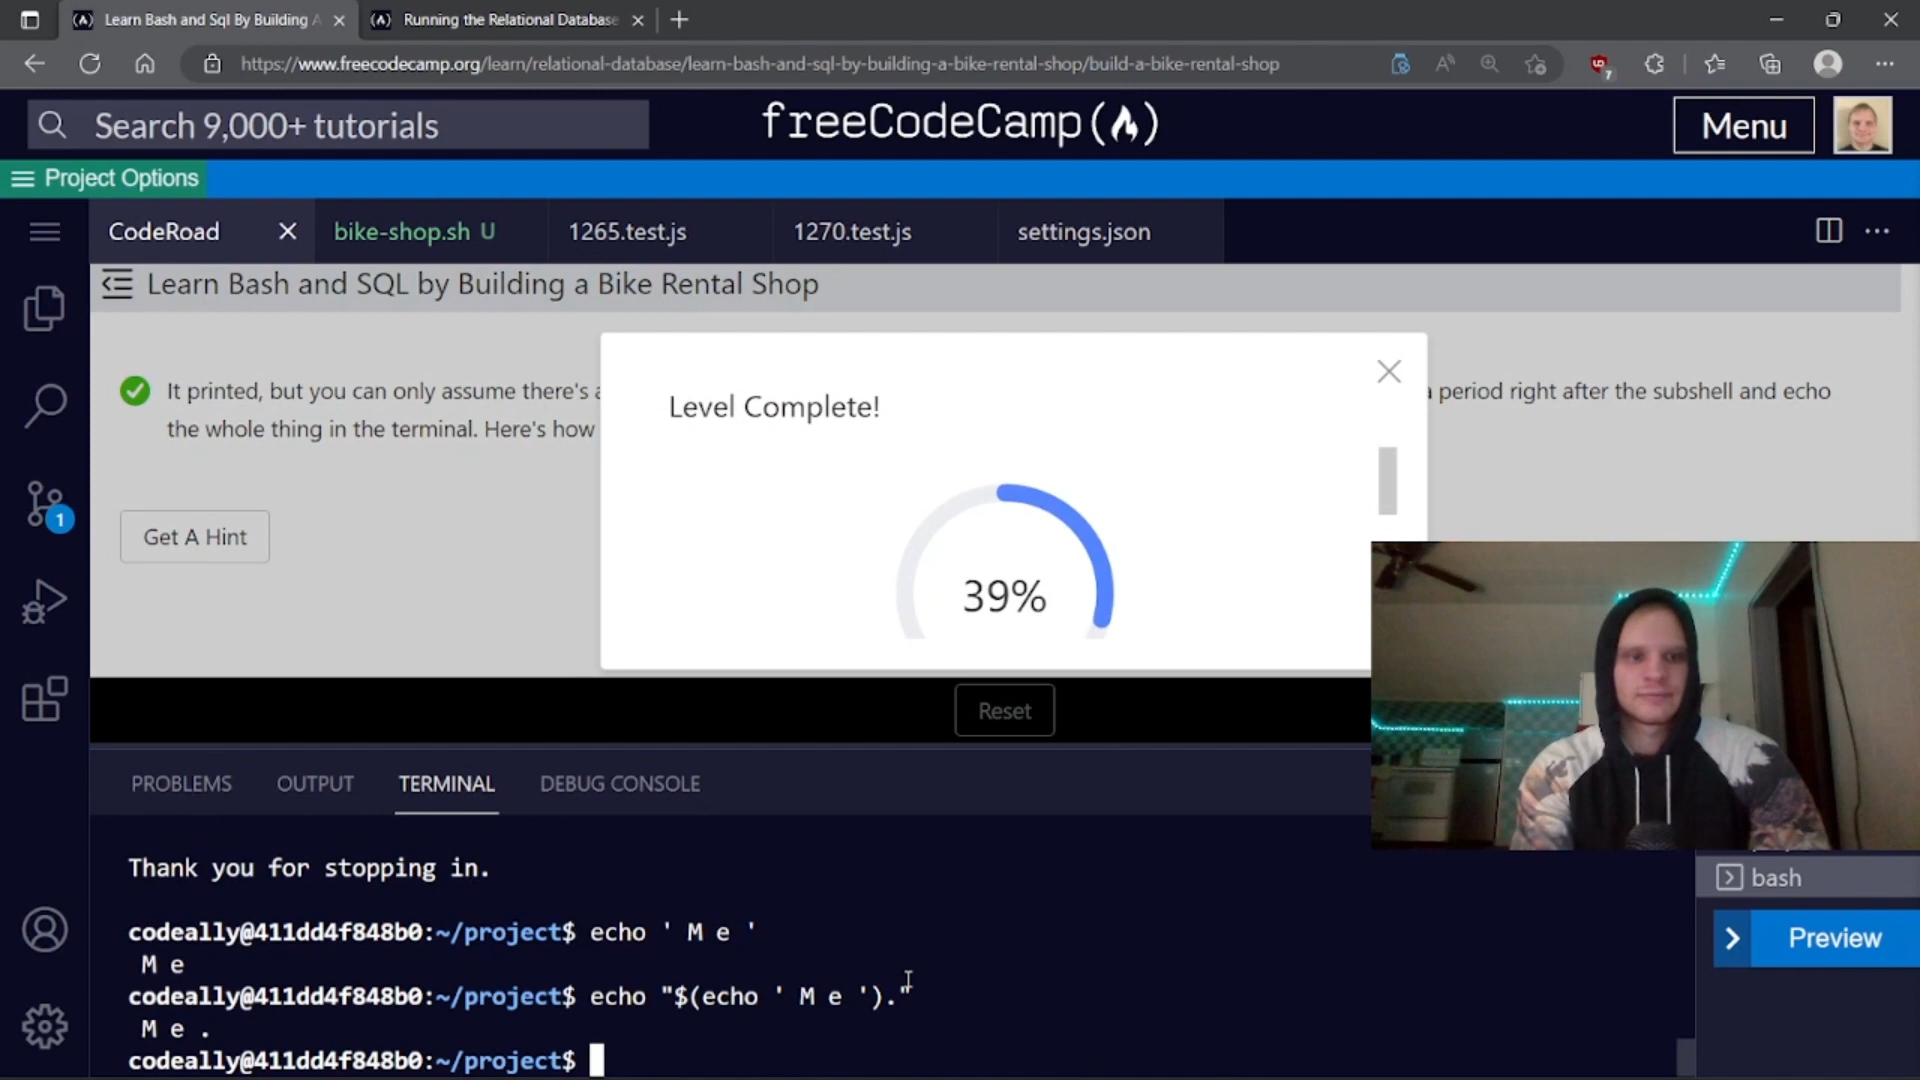 Learn Bash and Sql By Building A
Running the Relational Database
https://www.freecodecamp.org/learn/relational-database/learn-bash-and-sql-by-building-a-bike-rental-shop/build-a-bike-rental-shop
7
Search 9,000+ tutorials
freeCodeCamp
Menu
Project Options
CodeRoad
bike-shop.sh U
1265.test.js
1270.test.js
settings.json
Learn Bash and SQL by Building a Bike Rental Shop
It printed, but you can only assume there's
period right after the subshell and echo
the whole thing in the terminal. Here's how
Level Complete!
39%
1
Get A Hint
Reset
PROBLEMS
OUTPUT
TERMINAL
DEBUG CONSOLE
Thank you for stopping in.
codeally@411dd4f848b0:~/project$ echo ' M e '
M e
codeally@411dd4f848b0:~/project$ echo "$(echo ' M e ')."
M e .
codeally@411dd4f848b0:~/project$
bash
Preview